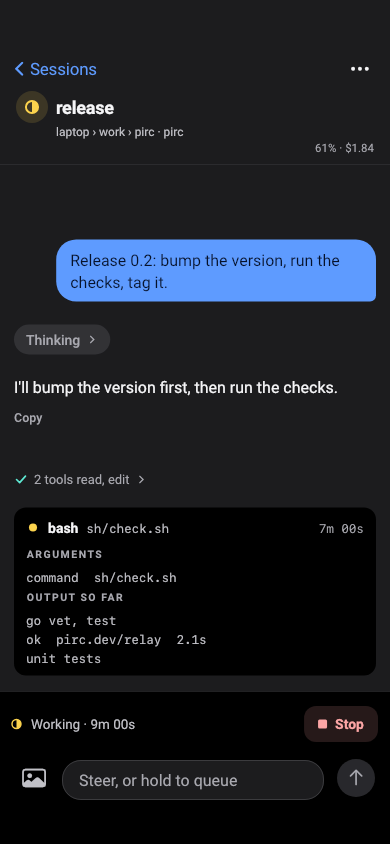 Sessions
release
laptop › work › pirc · pirc
61% · $1.84
Release 0.2: bump the version, run the
checks, tag it.
Thinking
I'll bump the version first, then run the checks.
Copy
2 tools read, edit
bash sh/check.sh 7m 00s
ARGUMENTS
command sh/check.sh
OUTPUT SO FAR
go vet, test
ok pirc.dev/relay 2.1s
unit tests
Working · 9m 00s
Stop
Steer, or hold to queue